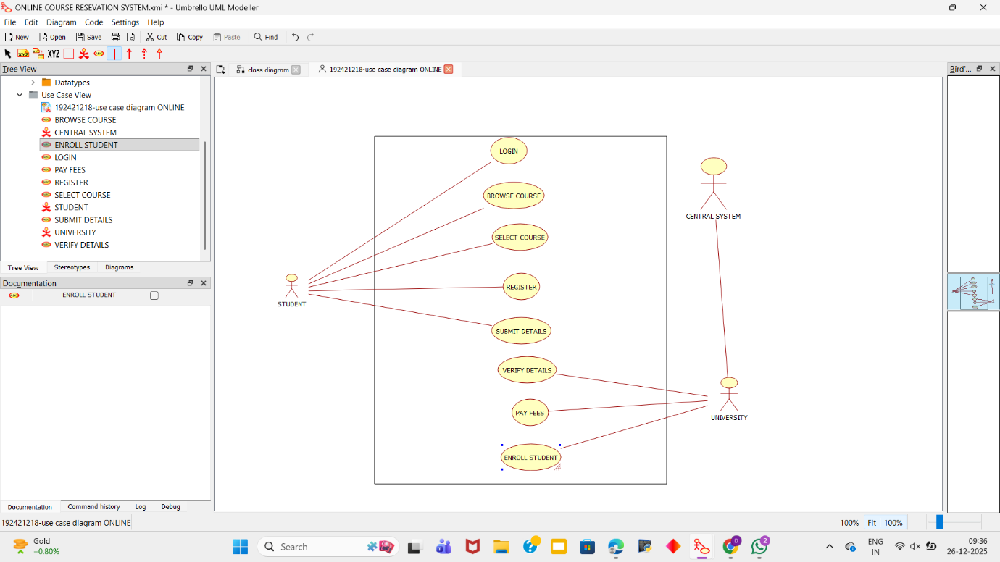 ONLINE COURSE RESEVATION SYSTEM.xmi * - Umbrello UML Modeller
File Edit Diagram Code Settings Help
New Open Save Cut Copy Paste Find
XYZ XYZ
Tree View
class diagram
192421218-use case diagram ONLINE
Bird'...
Datatypes
Use Case View
192421218-use case diagram ONLINE
BROWSE COURSE
CENTRAL SYSTEM
ENROLL STUDENT
LOGIN
PAY FEES
REGISTER
SELECT COURSE
STUDENT
SUBMIT DETAILS
UNIVERSITY
VERIFY DETAILS
Tree View Stereotypes Diagrams
Documentation
ENROLL STUDENT
LOGIN
BROWSE COURSE
CENTRAL SYSTEM
SELECT COURSE
REGISTER
STUDENT
SUBMIT DETAILS
VERIFY DETAILS
PAY FEES
UNIVERSITY
ENROLL STUDENT
Documentation Command history Log Debug
192421218-use case diagram ONLINE
100% Fit 100%
Gold
+0.80%
Search
D
2
ENG
IN
09:36
26-12-2025